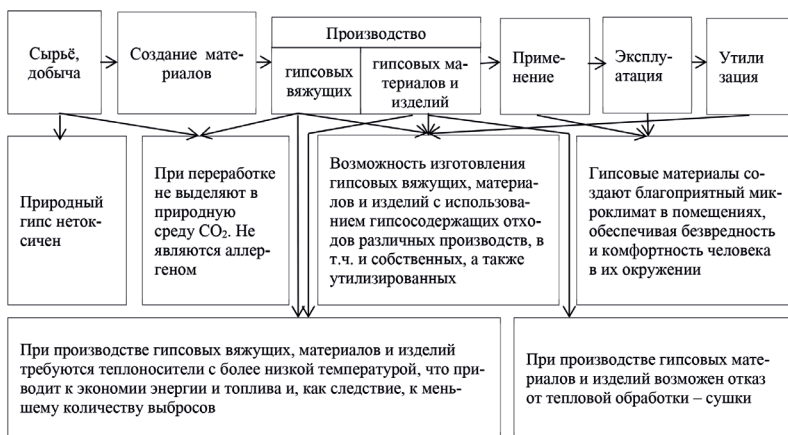 Сырьё,
добыча
Создание мате-
риалов
Производство
гипсовых
вяжущих
гипсовых ма-
териалов и
изделий
Приме-
нение
Эксплу-
атация
Утили
зация
Природный
гипс неток-
сичен
При переработке
не выделяют в
природную
среду CO₂. Не
являются аллер-
геном
Возможность изготовления
гипсовых вяжущих, материа-
лов и изделий с использова-
нием гипсосодержащих отхо-
дов различных производств, в
т.ч. и собственных, а также
утилизированных
Гипсовые материалы со-
здают благоприятный мик-
роклимат в помещениях,
обеспечивая безвредность
и комфортность человека
в их окружении
При производстве гипсовых вяжущих, материалов и изделий
требуются теплоносители с более низкой температурой, что при-
водит к экономии энергии и топлива и, как следствие, к мень-
шему количеству выбросов
При производстве гипсовых мате-
риалов и изделий возможен отказ
от тепловой обработки – сушки